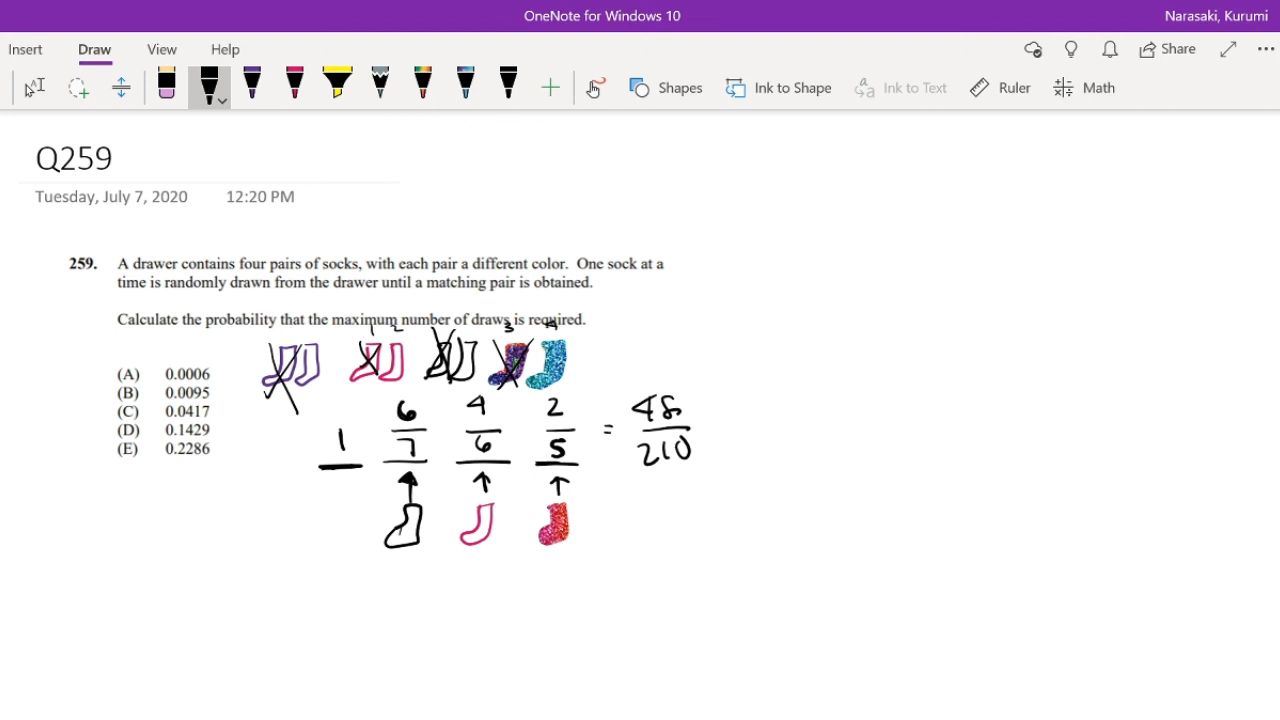 OneNote for Windows 10
Narasaki, Kurumi
Insert Draw View Help
Share
Shapes Ink to Shape Ink to Text Ruler Math
Q259
Tuesday, July 7, 2020 12:20 PM
259. A drawer contains four pairs of socks, with each pair a different color. One sock at a
time is randomly drawn from the drawer until a matching pair is obtained.
Calculate the probability that the maximum number of draws is required.
1 2 3 4
(A) 0.0006
(B) 0.0095
(C) 0.0417
(D) 0.1429
(E) 0.2286
1 6/7 4/6 2/5 = 48/210